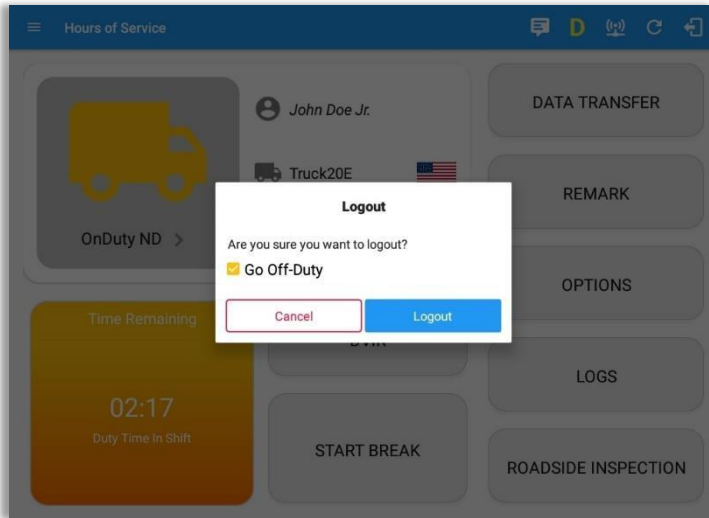 Hours of Service
D
John Doe Jr.
Truck20E
OnDuty ND >
DATA TRANSFER
REMARK
OPTIONS
LOGS
ROADSIDE INSPECTION
Logout
Are you sure you want to logout?
Go Off-Duty
Cancel
Logout
Time Remaining
02:17
Duty Time In Shift
DVIR
START BREAK